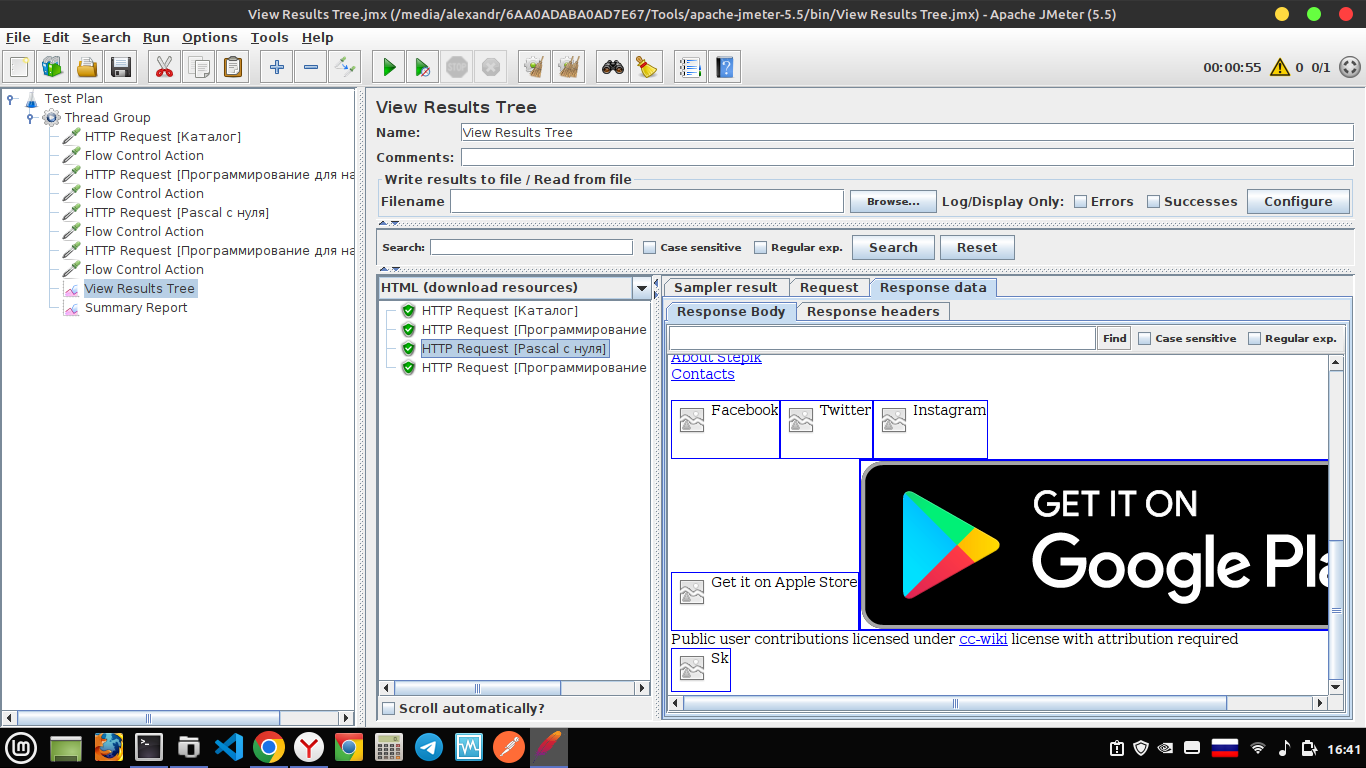 View Results Tree.jmx (/media/alexandr/6AA0ADABA0AD7E67/Tools/apache-jmeter-5.5/bin/View Results Tree.jmx) - Apache JMeter (5.5)
File Edit Search Run Options Tools Help
STOP
00:00:55 0 0/1
Test Plan
Thread Group
HTTP Request [Каталог]
Flow Control Action
HTTP Request [Программирование для на
Flow Control Action
HTTP Request [Pascal с нуля]
Flow Control Action
HTTP Request [Программирование для на
Flow Control Action
View Results Tree
Summary Report
View Results Tree
Name: View Results Tree
Comments:
Write results to file / Read from file
Filename Browse... Log/Display Only: Errors Successes Configure
Search: Case sensitive Regular exp. Search Reset
HTML (download resources)
HTTP Request [Каталог]
HTTP Request [Программирование
HTTP Request [Pascal с нуля]
HTTP Request [Программирование
Scroll automatically?
Sampler result Request Response data
Response Body Response headers
Find Case sensitive Regular exp.
About Stepik
Contacts
Facebook Twitter Instagram
GET IT ON
Google Pla
Get it on Apple Store
Public user contributions licensed under cc-wiki license with attribution required
Sk
16:41